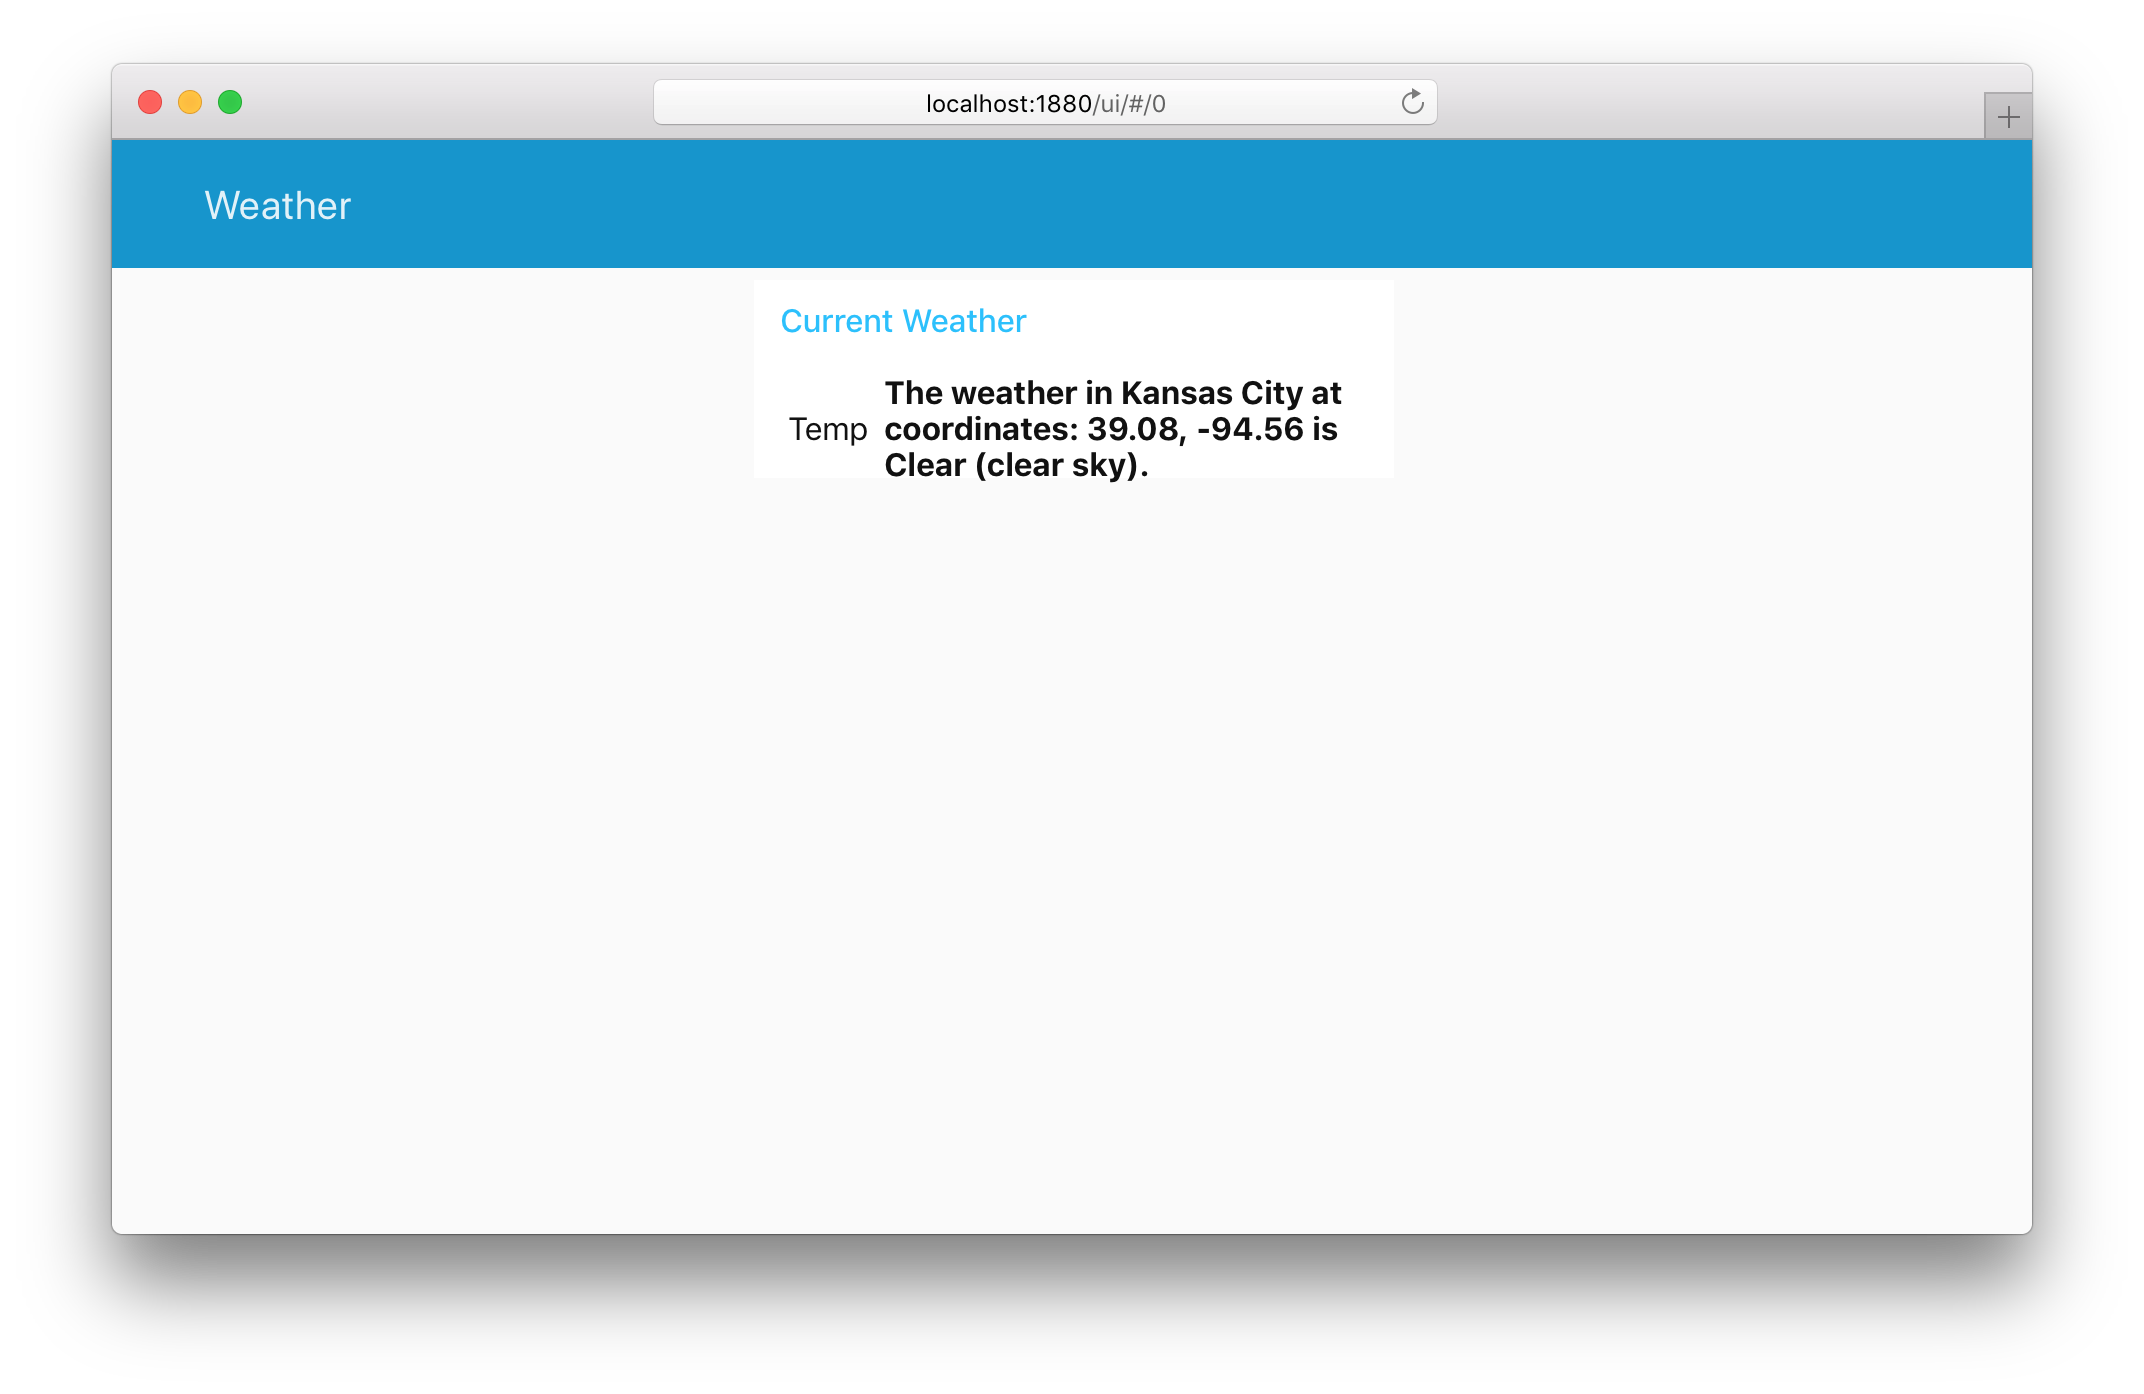 localhost:1880/ui/#/0
Weather
Current Weather
The weather in Kansas City at
Temp coordinates: 39.08, -94.56 is
Clear (clear sky).